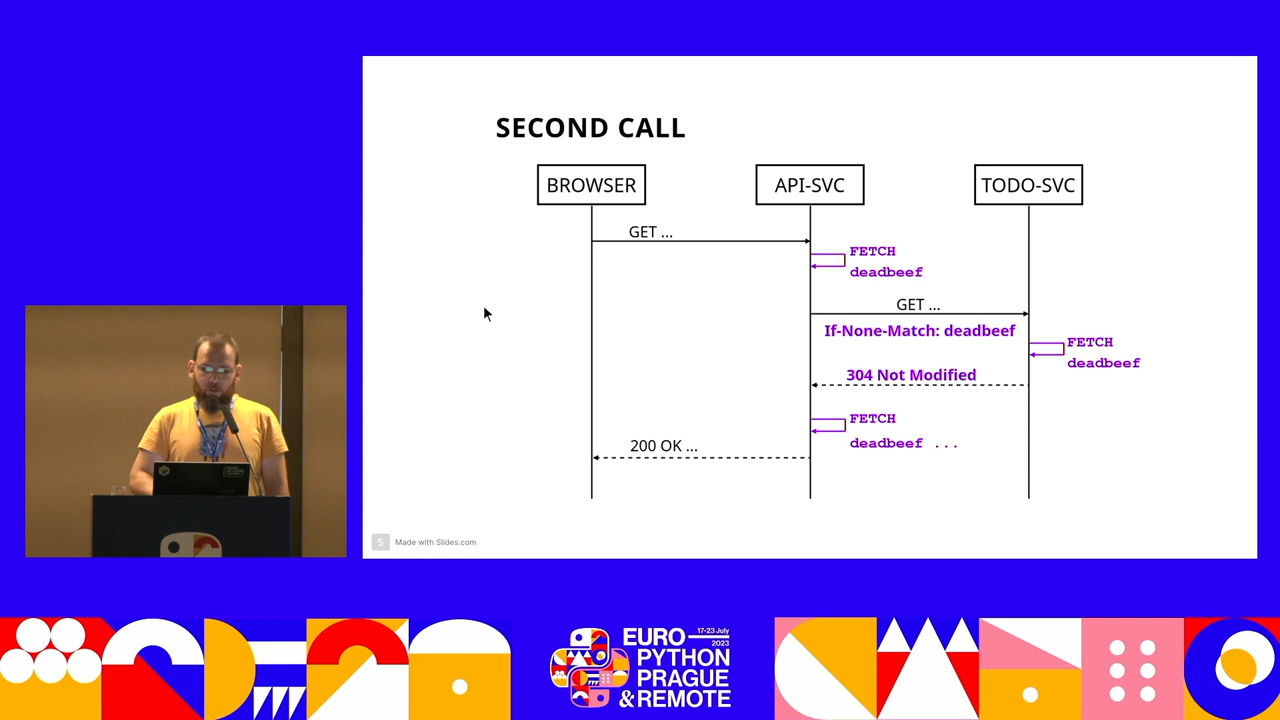 SECOND CALL
BROWSER
API-SVC
TODO-SVC
GET ...
FETCH
deadbeef
GET ...
If-None-Match: deadbeef
FETCH
deadbeef
304 Not Modified
FETCH
deadbeef ...
200 OK ...
S
Made with Slides.com
EURO
17-23 July
2023
PYTHON
PRAGUE
& REMOTE